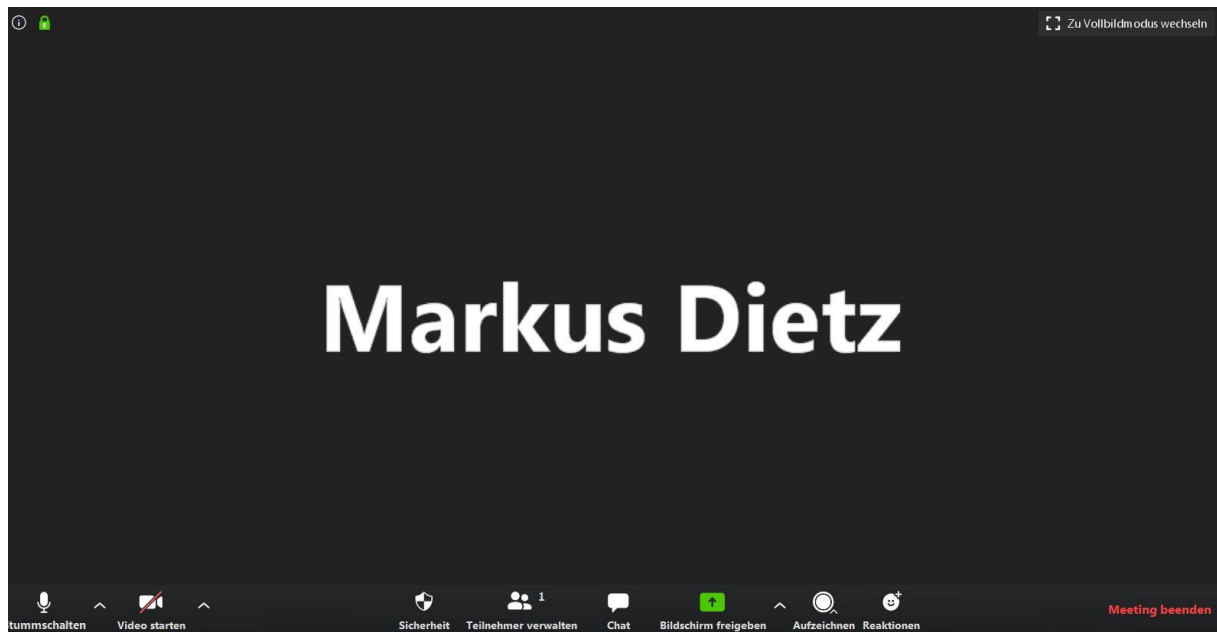 Zu Vollbildmodus wechseln
Markus Dietz
1
tummschalten Video starten Sicherheit Teilnehmer verwalten Chat Bildschirm freigeben Aufzeichnen Reaktionen Meeting beenden